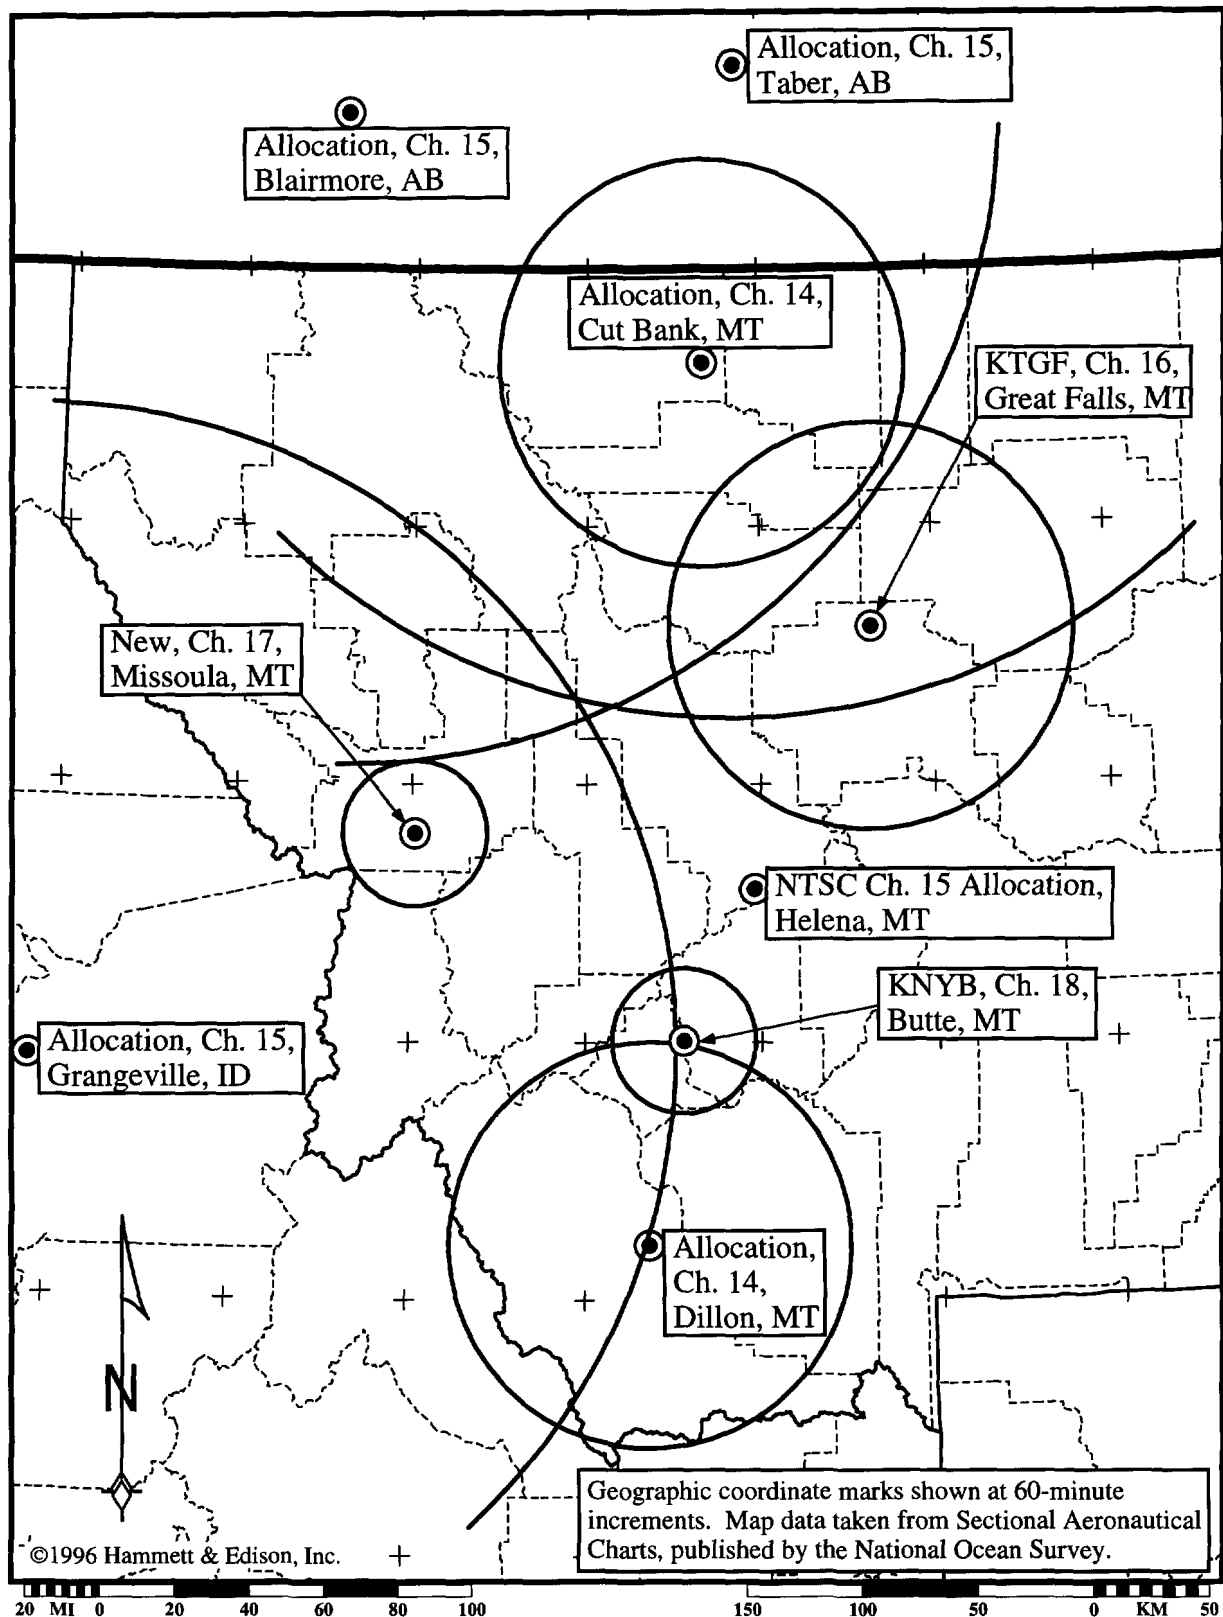 Allocation, Ch. 15,
Taber, AB
Allocation, Ch. 15,
Blairmore, AB
Allocation, Ch. 14,
Cut Bank, MT
KTGF, Ch. 16,
Great Falls, MT
New, Ch. 17,
Missoula, MT
NTSC Ch. 15 Allocation,
Helena, MT
KNYB, Ch. 18,
Butte, MT
Allocation, Ch. 15,
Grangeville, ID
Allocation,
Ch. 14,
Dillon, MT
N
Geographic coordinate marks shown at 60-minute
increments. Map data taken from Sectional Aeronautical
Charts, published by the National Ocean Survey.
©1996 Hammett & Edison, Inc.
20 MI 0 20 40 60 80 100 150 100 50 0 KM 50